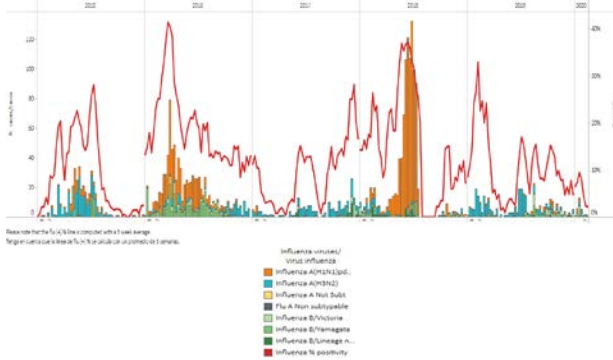 2015 2016 2017 2018 2019 2020
120
100
80
60
40
20
0
40%
30%
20%
10%
0%
Please note that the flu (+) % line is computed with a 3 week average
Tenga en cuenta que la línea de flu (+) % se calcula con un promedio de 3 semanas.
Influenza viruses/
Virus influenza
Influenza A(H1N1)pd..
Influenza A(H3N2)
Influenza A Not Subt
Flu A Non subtypable
Influenza B/Victoria
Influenza B/Yamagata
Influenza B/Lineage n...
Influenza % positivity